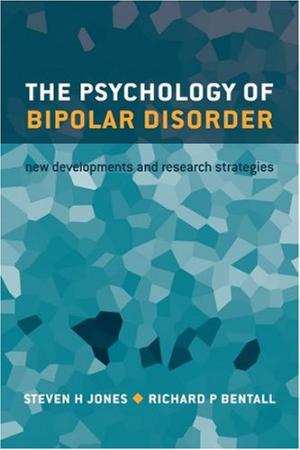 THE PSYCHOLOGY OF
BIPOLAR DISORDER
new developments and research strategies
STEVEN H JONES ◆ RICHARD P BENTALL